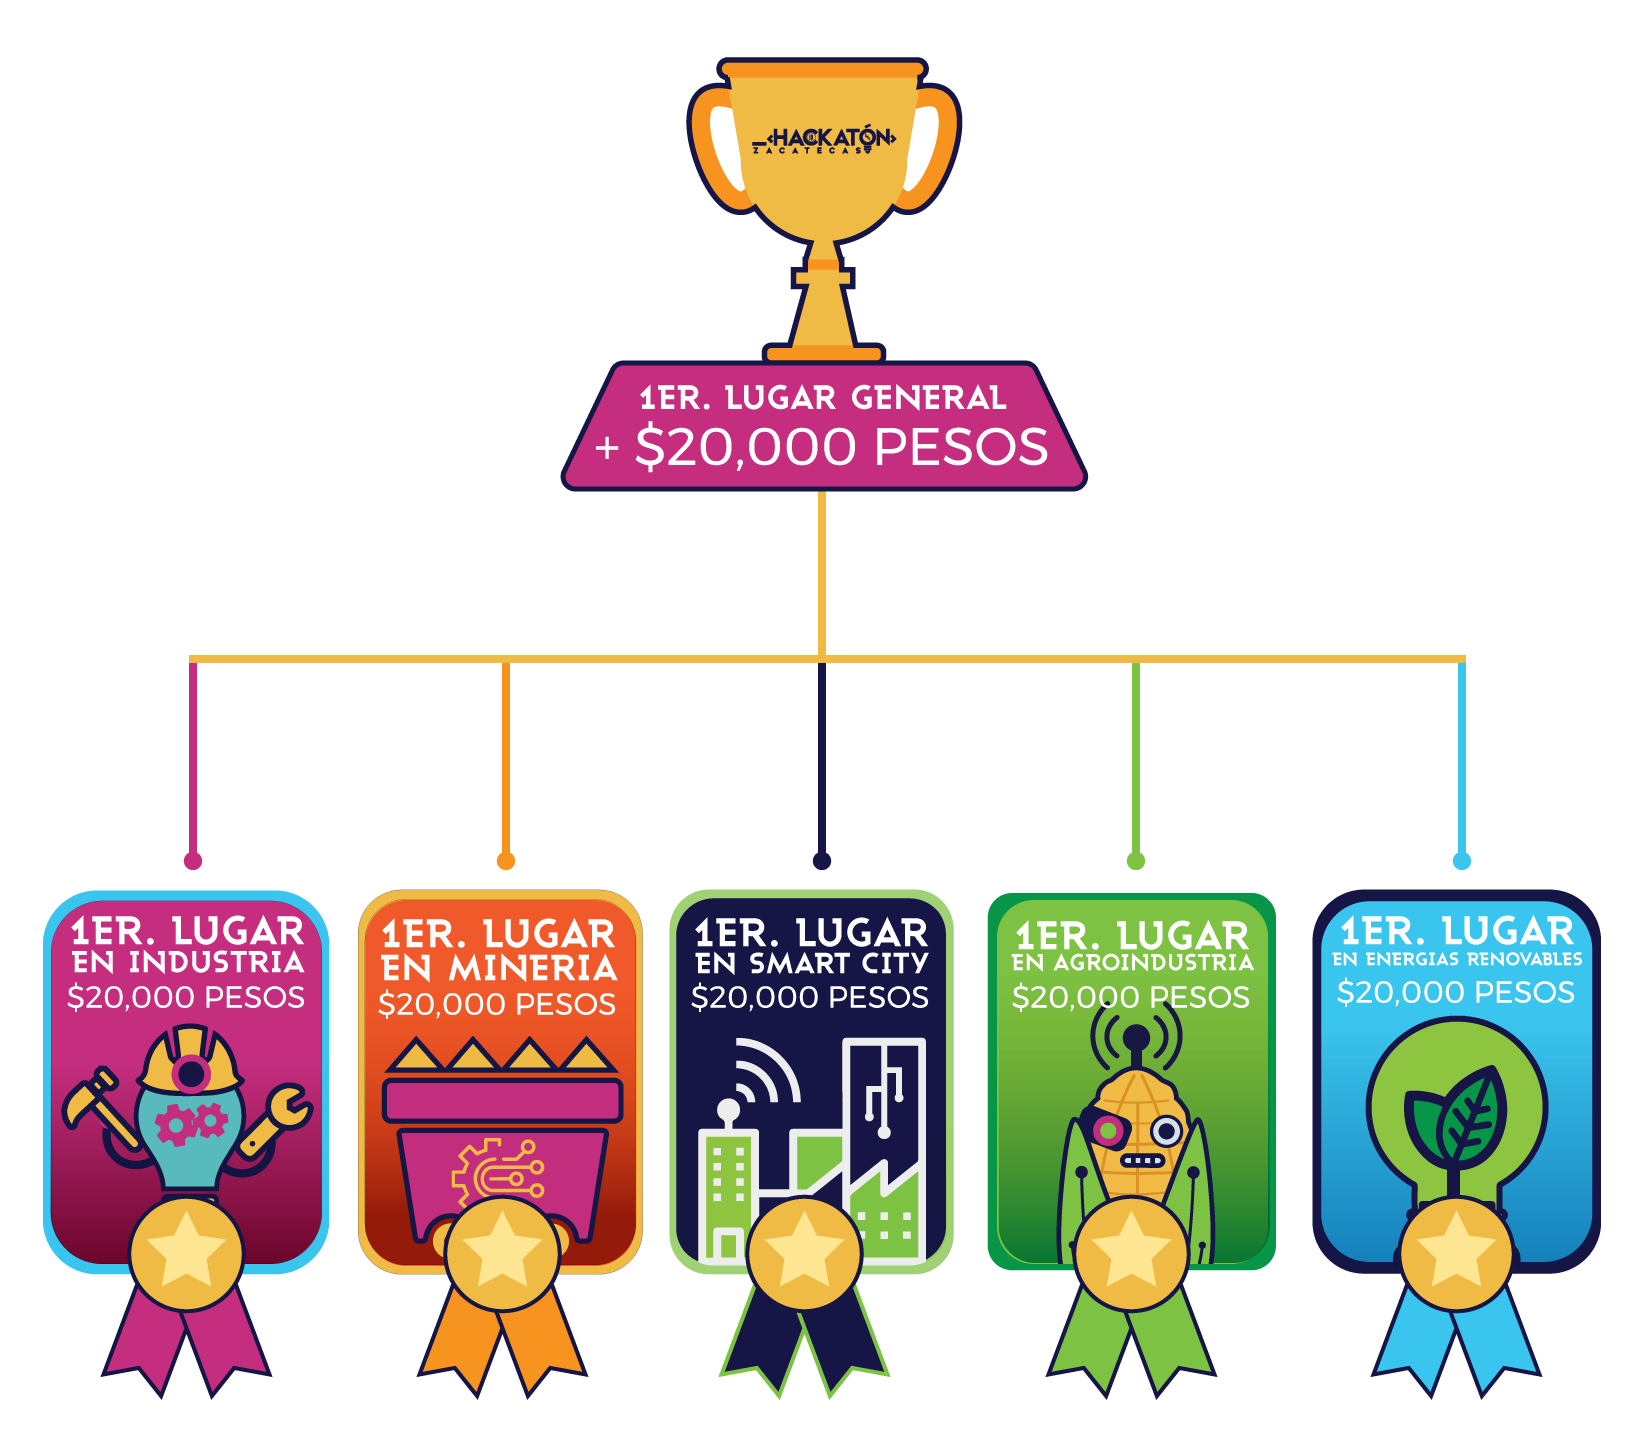 _<HACKATÓN>
ZACATECAS
1ER. LUGAR GENERAL
+ $20,000 PESOS
1ER. LUGAR
EN INDUSTRIA
$20,000 PESOS
1ER. LUGAR
EN MINERIA
$20,000 PESOS
1ER. LUGAR
EN SMART CITY
$20,000 PESOS
1ER. LUGAR
EN AGROINDUSTRIA
$20,000 PESOS
1ER. LUGAR
EN ENERGIAS RENOVABLES
$20,000 PESOS